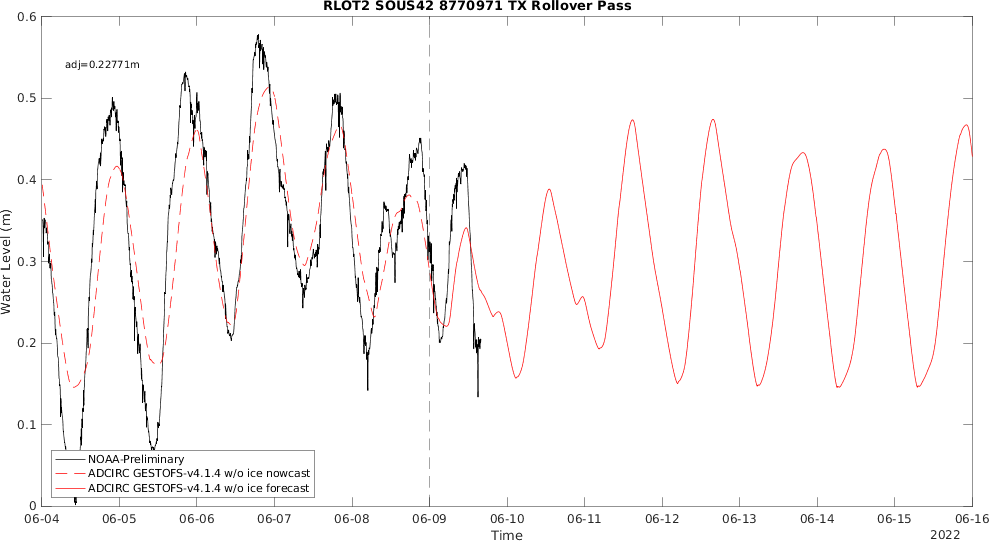 RLOT2 SOUS42 8770971 TX Rollover Pass
adj=0.22771m
Water Level (m)
0.6
0.5
0.4
0.3
0.2
0.1
0
NOAA-Preliminary
ADCIRC GESTOFS-v4.1.4 w/o ice nowcast
ADCIRC GESTOFS-v4.1.4 w/o ice forecast
06-04 06-05 06-06 06-07 06-08 06-09 06-10 06-11 06-12 06-13 06-14 06-15 06-16
Time
2022